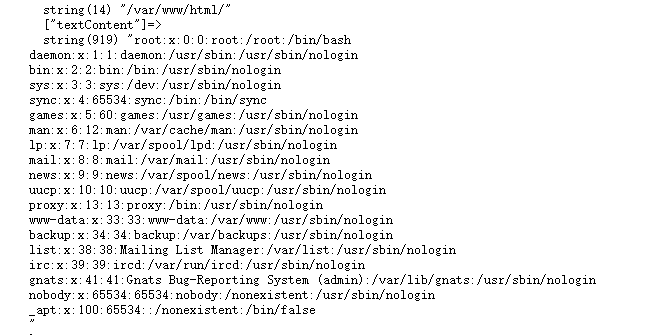 string(14) "/var/www/html/"
["textContent"]=>
string(919) "root:x:0:0:root:/root:/bin/bash
daemon:x:1:1:daemon:/usr/sbin:/usr/sbin/nologin
bin:x:2:2:bin:/bin:/usr/sbin/nologin
sys:x:3:3:sys:/dev:/usr/sbin/nologin
sync:x:4:65534:sync:/bin:/bin/sync
games:x:5:60:games:/usr/games:/usr/sbin/nologin
man:x:6:12:man:/var/cache/man:/usr/sbin/nologin
lp:x:7:7:lp:/var/spool/lpd:/usr/sbin/nologin
mail:x:8:8:mail:/var/mail:/usr/sbin/nologin
news:x:9:9:news:/var/spool/news:/usr/sbin/nologin
uucp:x:10:10:uucp:/var/spool/uucp:/usr/sbin/nologin
proxy:x:13:13:proxy:/bin:/usr/sbin/nologin
www-data:x:33:33:www-data:/var/www:/usr/sbin/nologin
backup:x:34:34:backup:/var/backups:/usr/sbin/nologin
list:x:38:38:Mailing List Manager:/var/list:/usr/sbin/nologin
irc:x:39:39:ircd:/var/run/ircd:/usr/sbin/nologin
gnats:x:41:41:Gnats Bug-Reporting System (admin):/var/lib/gnats:/usr/sbin/nologin
nobody:x:65534:65534:nobody:/nonexistent:/usr/sbin/nologin
_apt:x:100:65534::/nonexistent:/bin/false
"